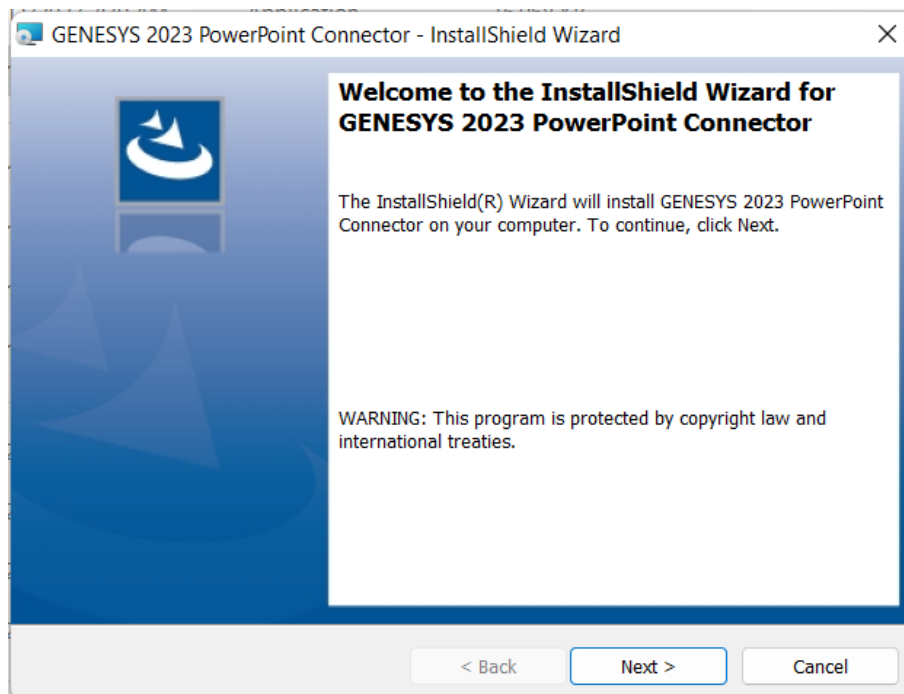 GENESYS 2023 PowerPoint Connector - InstallShield Wizard
Welcome to the InstallShield Wizard for
GENESYS 2023 PowerPoint Connector
The InstallShield(R) Wizard will install GENESYS 2023 PowerPoint
Connector on your computer. To continue, click Next.
WARNING: This program is protected by copyright law and
international treaties.
< Back
Next >
Cancel